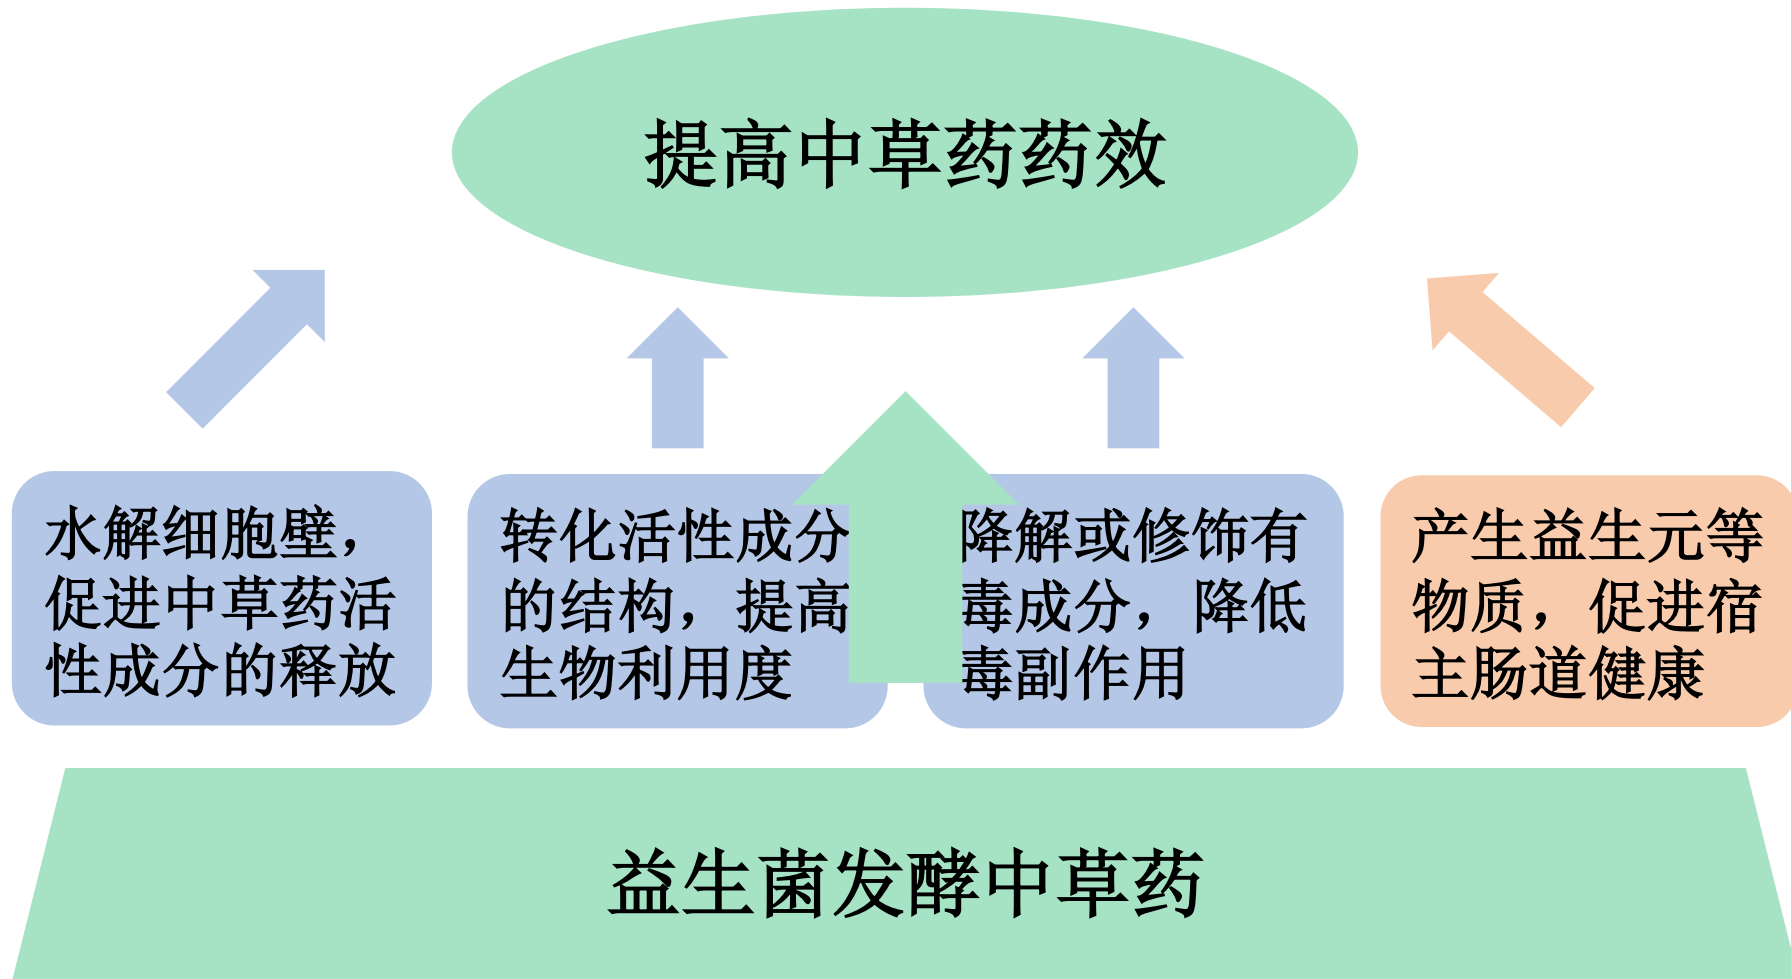 提高中草药药效
水解细胞壁，
促进中草药活
性成分的释放
转化活性成分
的结构，提高
生物利用度
降解或修饰有
毒成分，降低
毒副作用
产生益生元等
物质，促进宿
主肠道健康
益生菌发酵中草药